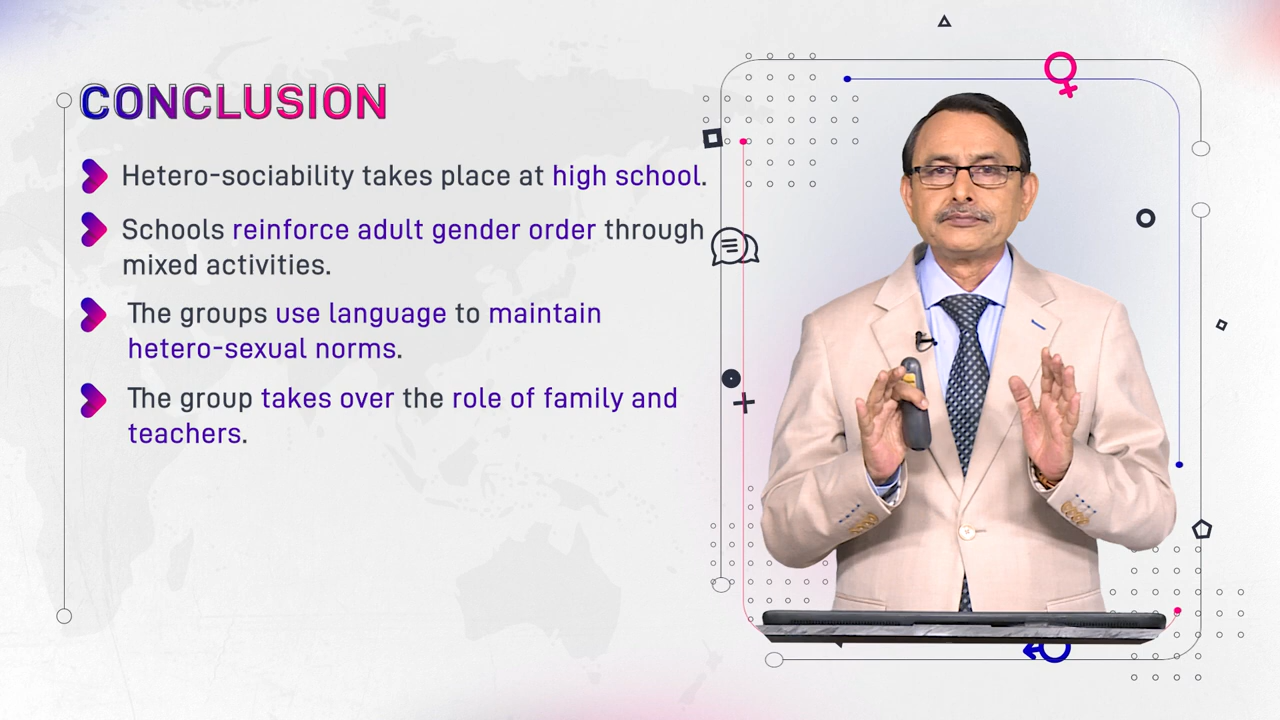 CONCLUSION
Hetero-sociability takes place at high school.
Schools reinforce adult gender order through
mixed activities.
The groups use language to maintain
hetero-sexual norms.
The group takes over the role of family and
teachers.